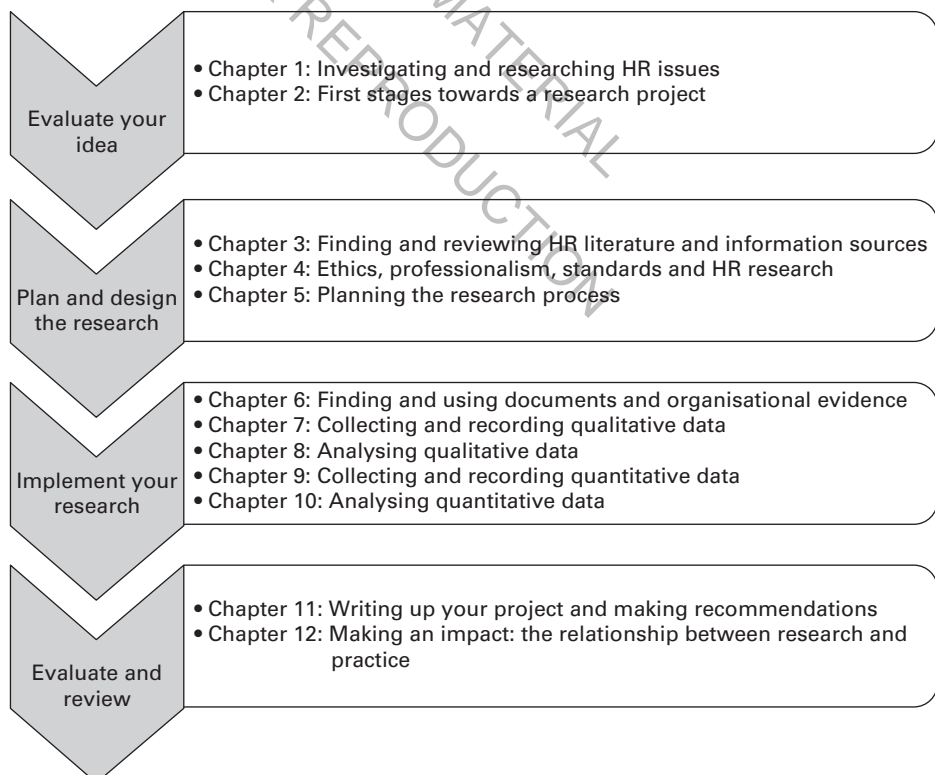 MATERIAL
REPRODUCTION
Evaluate your
idea
• Chapter 1: Investigating and researching HR issues
• Chapter 2: First stages towards a research project
Plan and design
the research
• Chapter 3: Finding and reviewing HR literature and information sources
• Chapter 4: Ethics, professionalism, standards and HR research
• Chapter 5: Planning the research process
Implement your
research
• Chapter 6: Finding and using documents and organisational evidence
• Chapter 7: Collecting and recording qualitative data
• Chapter 8: Analysing qualitative data
• Chapter 9: Collecting and recording quantitative data
• Chapter 10: Analysing quantitative data
Evaluate and
review
• Chapter 11: Writing up your project and making recommendations
• Chapter 12: Making an impact: the relationship between research and
practice